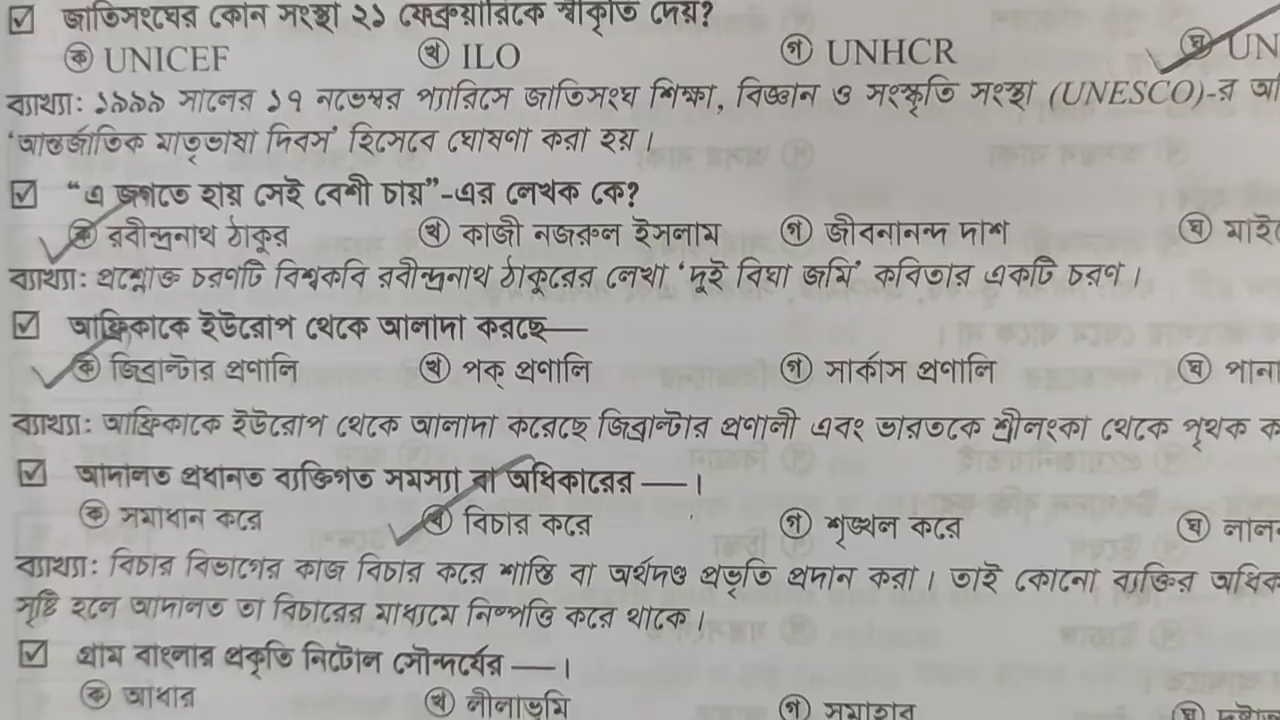 ☑ জাতিসংঘের কোন সংস্থা ২১ ফেব্রুয়ারিকে স্বীকৃতি দেয়?
ⓚ UNICEF ⓚ ILO ⓖ UNHCR ⓖ UN
ব্যাখ্যা: ১৯৯৯ সালের ১৭ নভেম্বর প্যারিসে জাতিসংঘ শিক্ষা, বিজ্ঞান ও সংস্কৃতি সংস্থা (UNESCO)-র আ
‘আন্তর্জাতিক মাতৃভাষা দিবস’ হিসেবে ঘোষণা করা হয়।
☑ “এ জগতে হায় সেই বেশী চায়”-এর লেখক কে?
ক রবীন্দ্রনাথ ঠাকুর খ কাজী নজরুল ইসলাম গ জীবনানন্দ দাশ ঘ মাই
ব্যাখ্যা: প্রশ্নোক্ত চরণটি বিশ্বকবি রবীন্দ্রনাথ ঠাকুরের লেখা ‘দুই বিঘা জমি’ কবিতার একটি চরণ।
☑ আফ্রিকাকে ইউরোপ থেকে আলাদা করছে—
ক জিব্রাল্টার প্রণালি খ পক্ প্রণালি গ সার্কাস প্রণালি ঘ পানা
ব্যাখ্যা: আফ্রিকাকে ইউরোপ থেকে আলাদা করেছে জিব্রাল্টার প্রণালী এবং ভারতকে শ্রীলংকা থেকে পৃথক ক
☑ আদালত প্রধানত ব্যক্তিগত সমস্যা বা অধিকারের —।
ক সমাধান করে খ বিচার করে গ শৃঙ্খল করে ঘ লাল
ব্যাখ্যা: বিচার বিভাগের কাজ বিচার করে শাস্তি বা অর্থদণ্ড প্রভৃতি প্রদান করা। তাই কোনো ব্যক্তির অধিক
সৃষ্টি হলে আদালত তা বিচারের মাধ্যমে নিষ্পত্তি করে থাকে।
☑ গ্রাম বাংলার প্রকৃতি নিটোল সৌন্দর্যের —।
ক আধার খ লীলাভূমি গ সমাহার ঘ